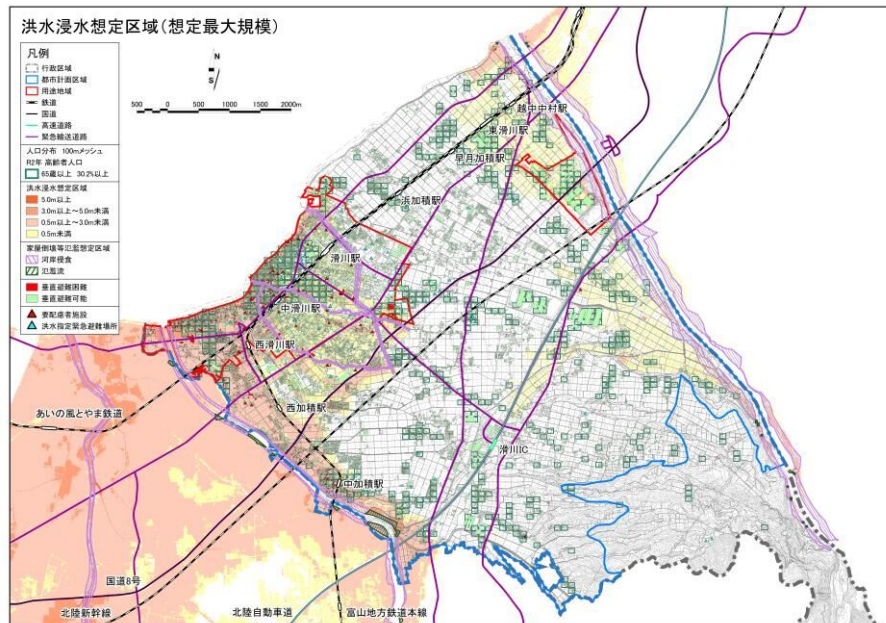 洪水浸水想定区域(想定最大規模)
凡例
行政区域
都市計画区域
用途地域
鉄道
国道
高速道路
緊急輸送道路
人口分布 100mメッシュ
R2年 高齢者人口
65歳以上 30.2%以上
洪水浸水想定区域
5.0m以上
3.0m以上~5.0m未満
0.5m以上~3.0m未満
0.5m未満
家屋倒壊等氾濫想定区域
河岸侵食
氾濫流
垂直避難困難
垂直避難可能
要配慮者施設
洪水指定緊急避難場所
N
S
500 0 500 1000 1500 2000m
越中中村駅
東滑川駅
早月加積駅
浜加積駅
滑川駅
中滑川駅
西滑川駅
西加積駅
あいの風とやま鉄道
滑川IC
中加積駅
国道8号
北陸新幹線
北陸自動車道
富山地方鉄道本線